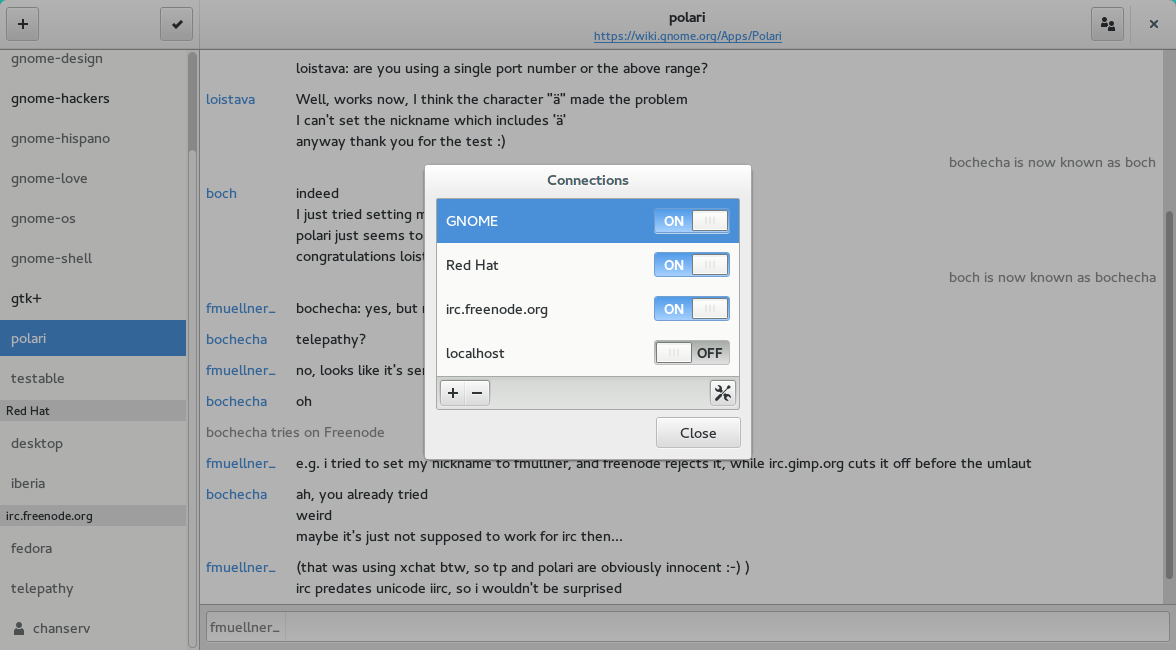 polari
https://wiki.gnome.org/Apps/Polari
gnome-design
gnome-hackers
gnome-hispano
gnome-love
gnome-os
gnome-shell
gtk+
polari
testable
Red Hat
desktop
iberia
irc.freenode.org
fedora
telepathy
chanserv
loistava: are you using a single port number or the above range?
loistava Well, works now, I think the character "ä" made the problem
I can't set the nickname which includes 'ä'
anyway thank you for the test :)
bochecha is now known as boch
boch indeed
I just tried setting
polari just seems to
congratulations
boch is now known as bochecha
fmuellner_ bochecha: yes, but
bochecha telepathy?
fmuellner_ no, looks like it's
bochecha oh
bochecha tries on Freenode
fmuellner_ e.g. i tried to set my nickname to fmüllner, and freenode rejects it, while irc.gimp.org cuts it off before the umlaut
bochecha ah, you already tried
weird
maybe it's just not supposed to work for irc then...
fmuellner_ (that was using xchat btw, so tp and polari are obviously innocent :-) )
irc predates unicode iirc, so i wouldn't be surprised
fmuellner_
Connections
GNOME ON
Red Hat ON
irc.freenode.org ON
localhost OFF
Close